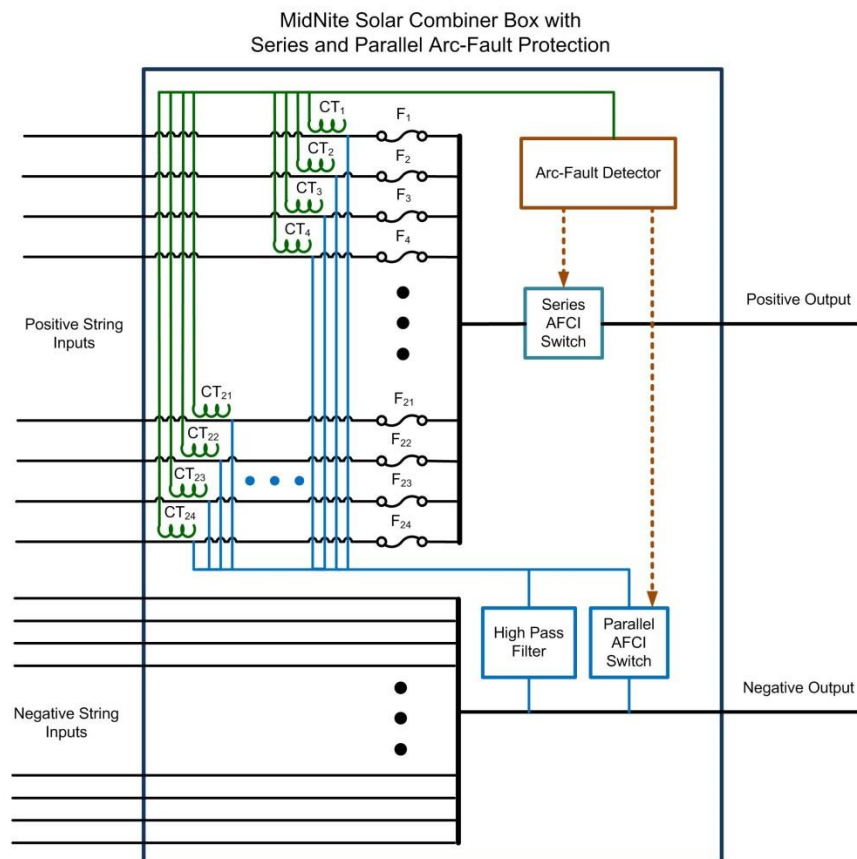 MidNite Solar Combiner Box with
Series and Parallel Arc-Fault Protection
CT₁
F₁
CT₂
F₂
CT₃
F₃
CT₄
F₄
Arc-Fault Detector
Positive String
Inputs
Series
AFCI
Switch
Positive Output
CT₂₁
F₂₁
CT₂₂
F₂₂
CT₂₃
F₂₃
CT₂₄
F₂₄
High Pass
Filter
Parallel
AFCI
Switch
Negative String
Inputs
Negative Output